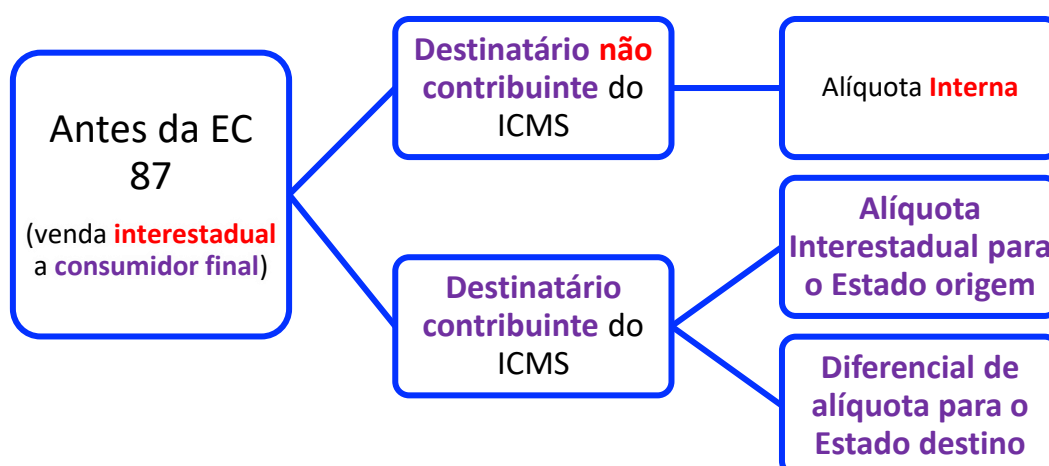 Antes da EC
87
(venda interestadual
a consumidor final)
Destinatário não
contribuinte do
ICMS
Alíquota Interna
Destinatário
contribuinte do
ICMS
Alíquota
Interestadual para
o Estado origem
Diferencial de
alíquota para o
Estado destino